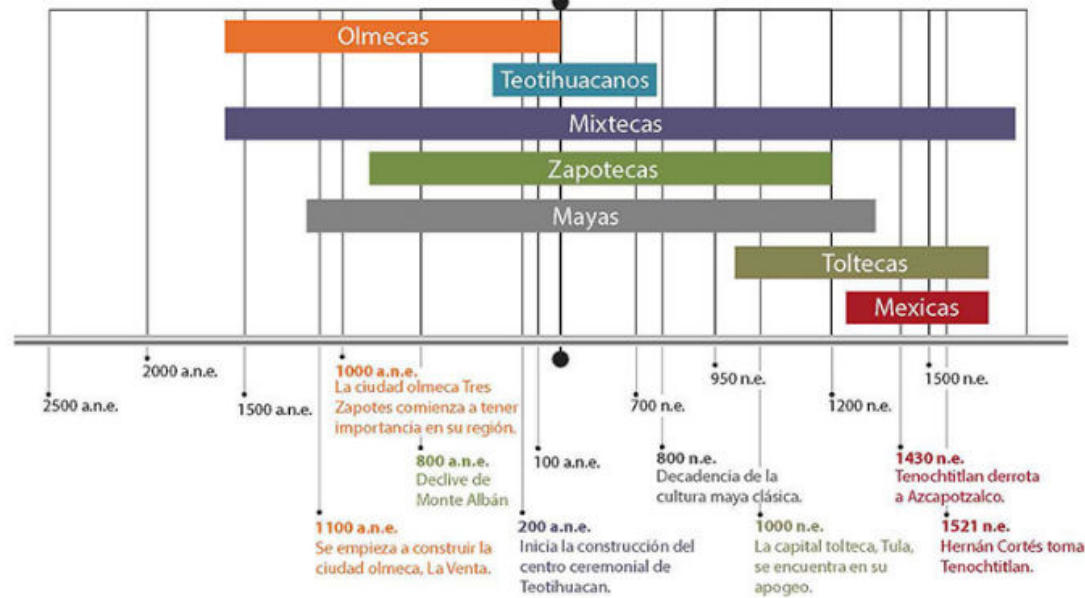 Olmecas
Teotihuacanos
Mixtecas
Zapotecas
Mayas
Toltecas
Mexicas
2500 a.n.e.
2000 a.n.e.
1500 a.n.e.
1100 a.n.e.
Se empieza a construir la
ciudad olmeca, La Venta.
1000 a.n.e.
La ciudad olmeca Tres
Zapotes comienza a tener
importancia en su región.
800 a.n.e.
Declive de
Monte Albán
200 a.n.e.
Inicia la construcción del
centro ceremonial de
Teotihuacan.
100 a.n.e.
700 n.e.
800 n.e.
Decadencia de la
cultura maya clásica.
950 n.e.
1000 n.e.
La capital tolteca, Tula,
se encuentra en su
apogeo.
1200 n.e.
1430 n.e.
Tenochtitlan derrota
a Azcapotzalco.
1500 n.e.
1521 n.e.
Hernán Cortés toma
Tenochtitlan.